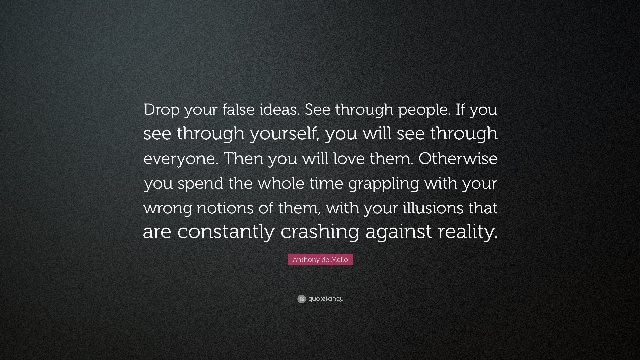 Drop your false ideas. See through people. If you
see through yourself, you will see through
everyone. Then you will love them. Otherwise
you spend the whole time grappling with your
wrong notions of them, with your illusions that
are constantly crashing against reality.
Anthony de Mello